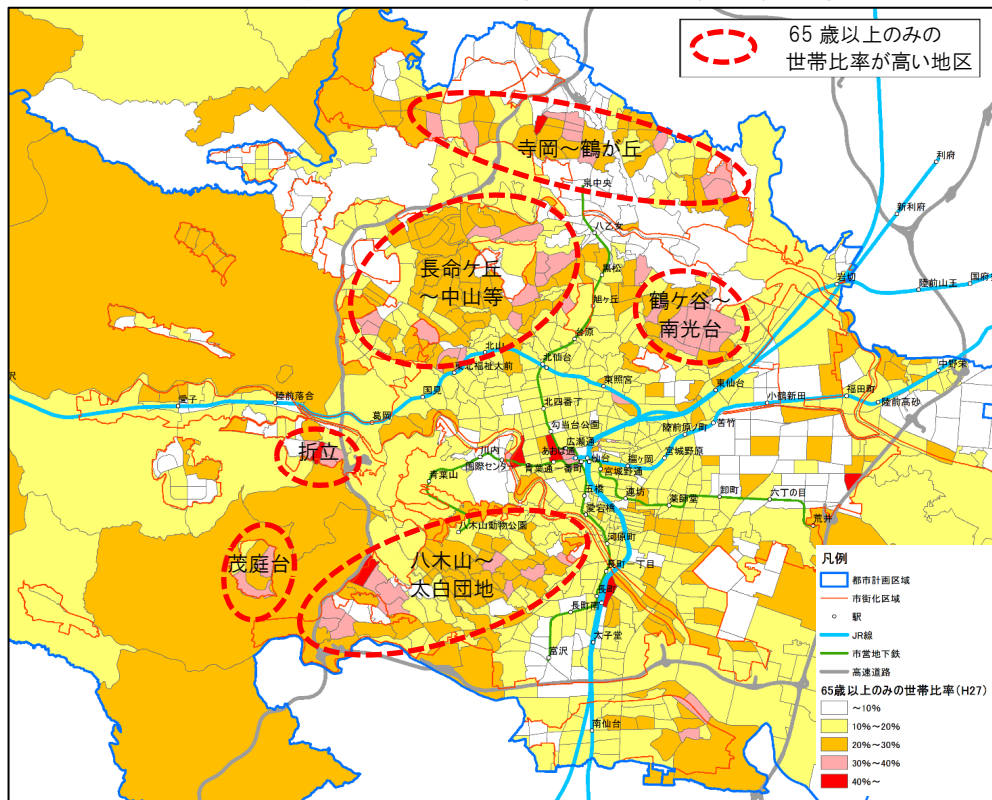 65 歳以上のみの
世帯比率が高い地区
寺岡～鶴が丘
利府
泉中央
新利府
八乙女
長命ケ丘
～中山等
黒松
岩切
陸前山王
国府
鶴ケ谷～
南光台
旭ヶ丘
台原
北山
北仙台
東北福祉大前
東照宮
東仙台
中野栄
国見
愛子
陸前落合
葛岡
北四番丁
小鶴新田
福田町
陸前高砂
勾当台公園
苦竹
陸前原ノ町
折立
川内
広瀬通
あおば通
仙台
榴ヶ岡
宮城野原
国際センター
青葉通一番町
宮城野通
青葉山
五橋
連坊
薬師堂
卸町
六丁の目
愛宕橋
荒井
八木山動物公園
河原町
茂庭台
八木山～
太白団地
長町一丁目
長町
長町南
太子堂
富沢
南仙台
凡例
都市計画区域
市街化区域
駅
JR線
市営地下鉄
高速道路
65歳以上のみの世帯比率(H27)
～10%
10%～20%
20%～30%
30%～40%
40%～